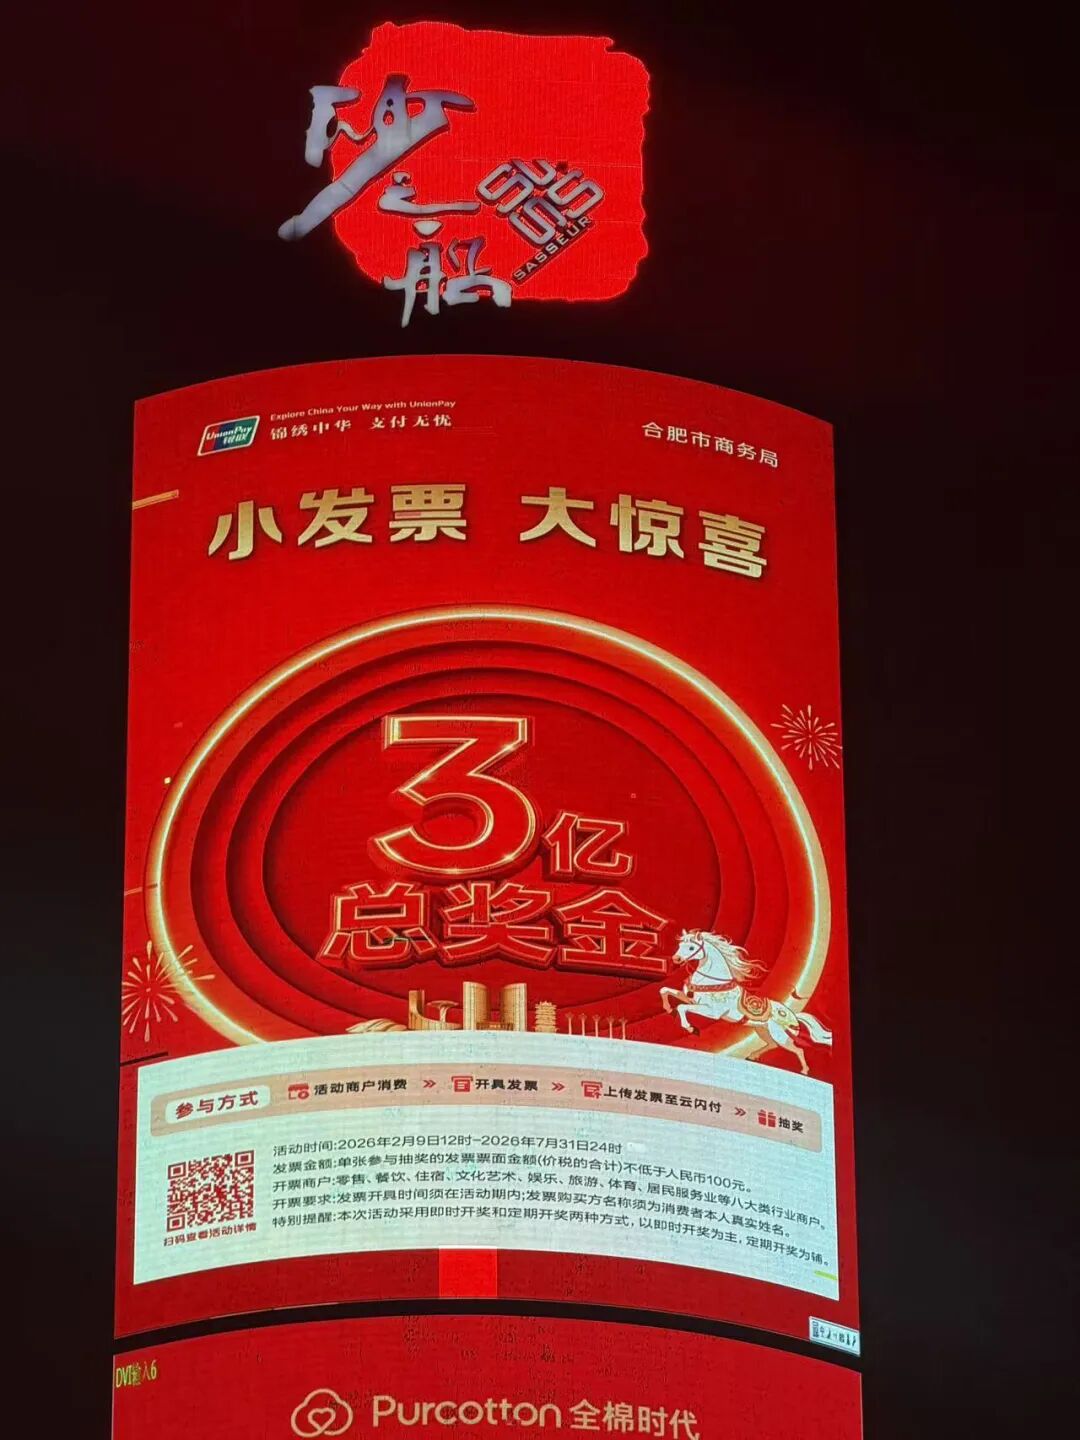 砂之船
SASSEUR
UnionPay
银联
Explore China Your Way with UnionPay
锦绣中华 支付无忧
合肥市商务局
小发票 大惊喜
3亿
总奖金
参与方式 活动商户消费 >> 开具发票 >> 上传发票至云闪付 >> 抽奖
活动时间:2026年2月9日12时-2026年7月31日24时
发票金额:单张参与抽奖的发票票面金额(价税的合计)不低于人民币100元。
开票商户:零售、餐饮、住宿、文化艺术、娱乐、旅游、体育、居民服务业等八大类行业商户。
开票要求:发票开具时间须在活动期内;发票购买方名称须为消费者本人真实姓名。
特别提醒:本次活动采用即时开奖和定期开奖两种方式，以即时开奖为主，定期开奖为辅。
扫码查看活动详情
DVI输入6
Purcotton 全棉时代